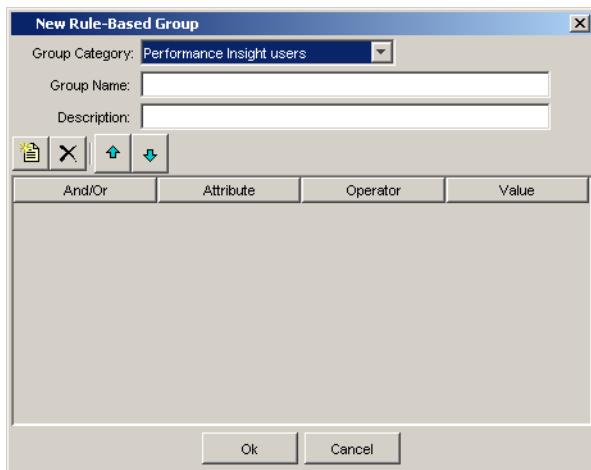 New Rule-Based Group
Group Category: Performance Insight users
Group Name:
Description:
And/Or Attribute Operator Value
Ok Cancel